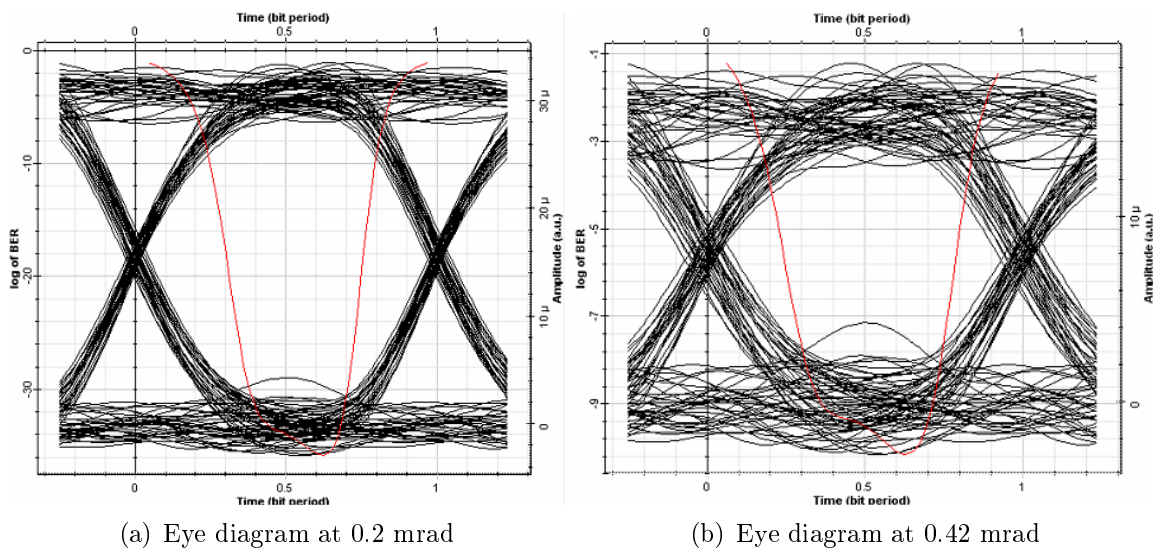 Time (bit period)
0 0.5 1
0
-10
-20
-30
log of BER
30 µ
20 µ
10 µ
0
Amplitude (a.u.)
0 0.5 1
Time (bit period)
(a) Eye diagram at 0.2 mrad
Time (bit period)
0 0.5 1
-1
-3
-5
-7
-9
log of BER
10 µ
0
Amplitude (a.u.)
0 0.5 1
Time (bit period)
(b) Eye diagram at 0.42 mrad